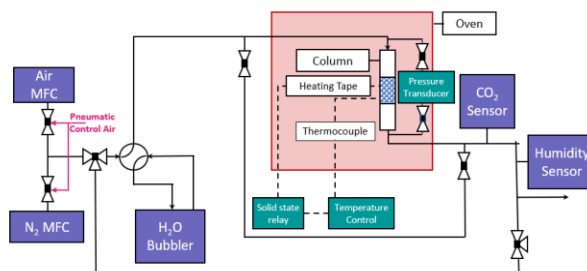 Oven
Column
Air
MFC
Heating Tape
Pressure
Transducer
CO₂
Sensor
Pneumatic
Control Air
Thermocouple
Humidity
Sensor
N₂ MFC
H₂O
Bubbler
Solid state
relay
Temperature
Control